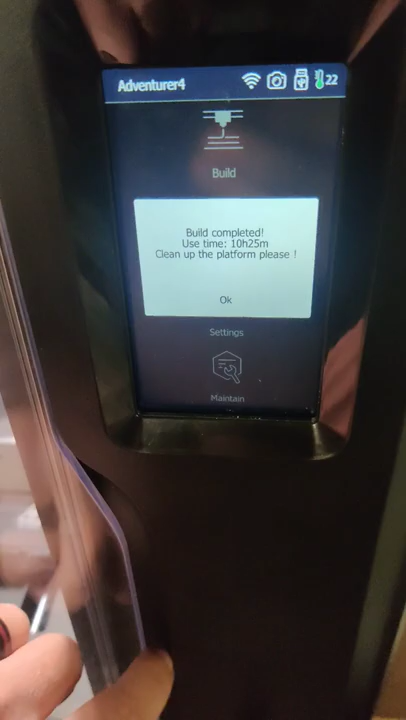 Adventurer4
22
Build
Build completed!
Use time: 10h25m
Clean up the platform please !
Ok
Settings
Maintain